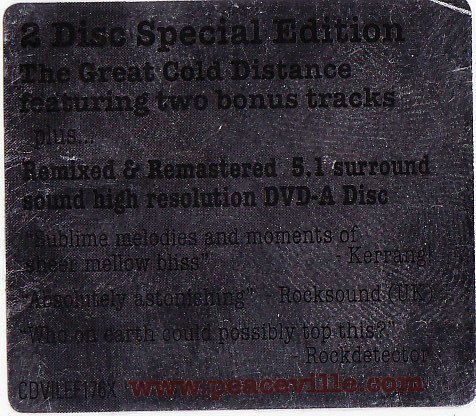 2 Disc Special Edition
The Great Cold Distance
featuring two bonus tracks
plus...
Remixed & Remastered 5.1 surround
sound high resolution DVD-A Disc
"Sublime melodies and moments of
sheer mellow bliss" - Kerrang!
"Absolutely astonishing" - Rocksound (UK)
"Who on earth could possibly top this?"
- Rockdetector
CDVILEF176X www.peaceville.com